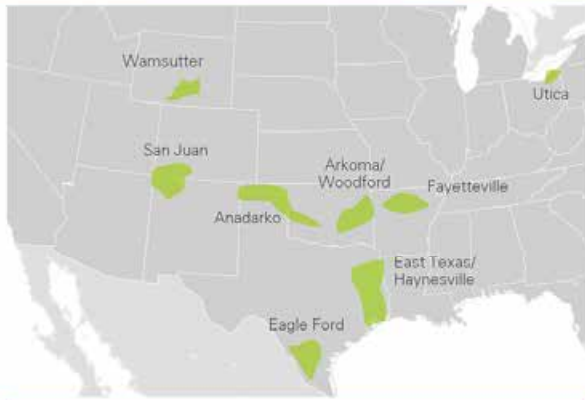 Wamsutter
Utica
San Juan
Arkoma/
Woodford
Fayetteville
Anadarko
East Texas/
Haynesville
Eagle Ford